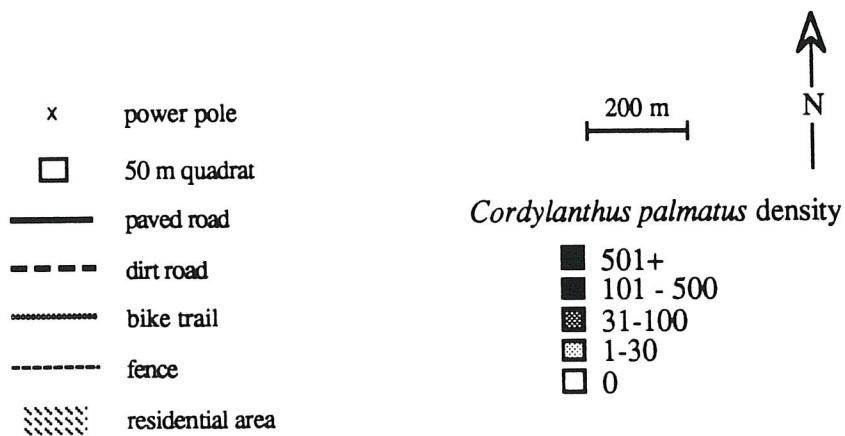 x power pole
50 m quadrat
paved road
dirt road
bike trail
fence
residential area
200 m
N
Cordylanthus palmatus density
501+
101 - 500
31-100
1-30
0